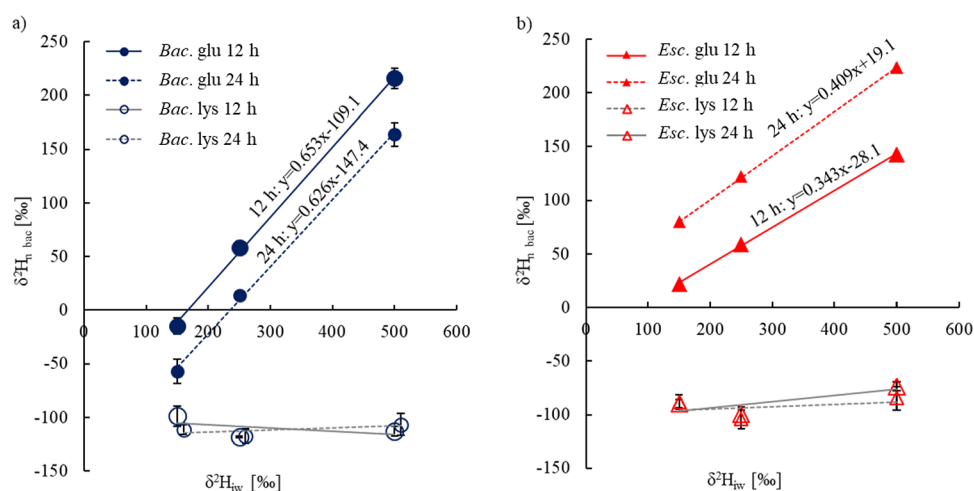 a)
Bac. glu 12 h
Bac. glu 24 h
Bac. lys 12 h
Bac. lys 24 h
12 h: y=0.653x-109.1
24 h: y=0.626x-147.4
δ²Hn bac [‰]
250
200
150
100
50
0
-50
-100
-150
0 100 200 300 400 500 600
δ²Hiw [‰]
b)
Esc. glu 12 h
Esc. glu 24 h
Esc. lys 12 h
Esc. lys 24 h
24 h: y=0.409x+19.1
12 h: y=0.343x-28.1
δ²Hn bac [‰]
250
200
150
100
50
0
-50
-100
-150
0 100 200 300 400 500 600
δ²Hiw [‰]